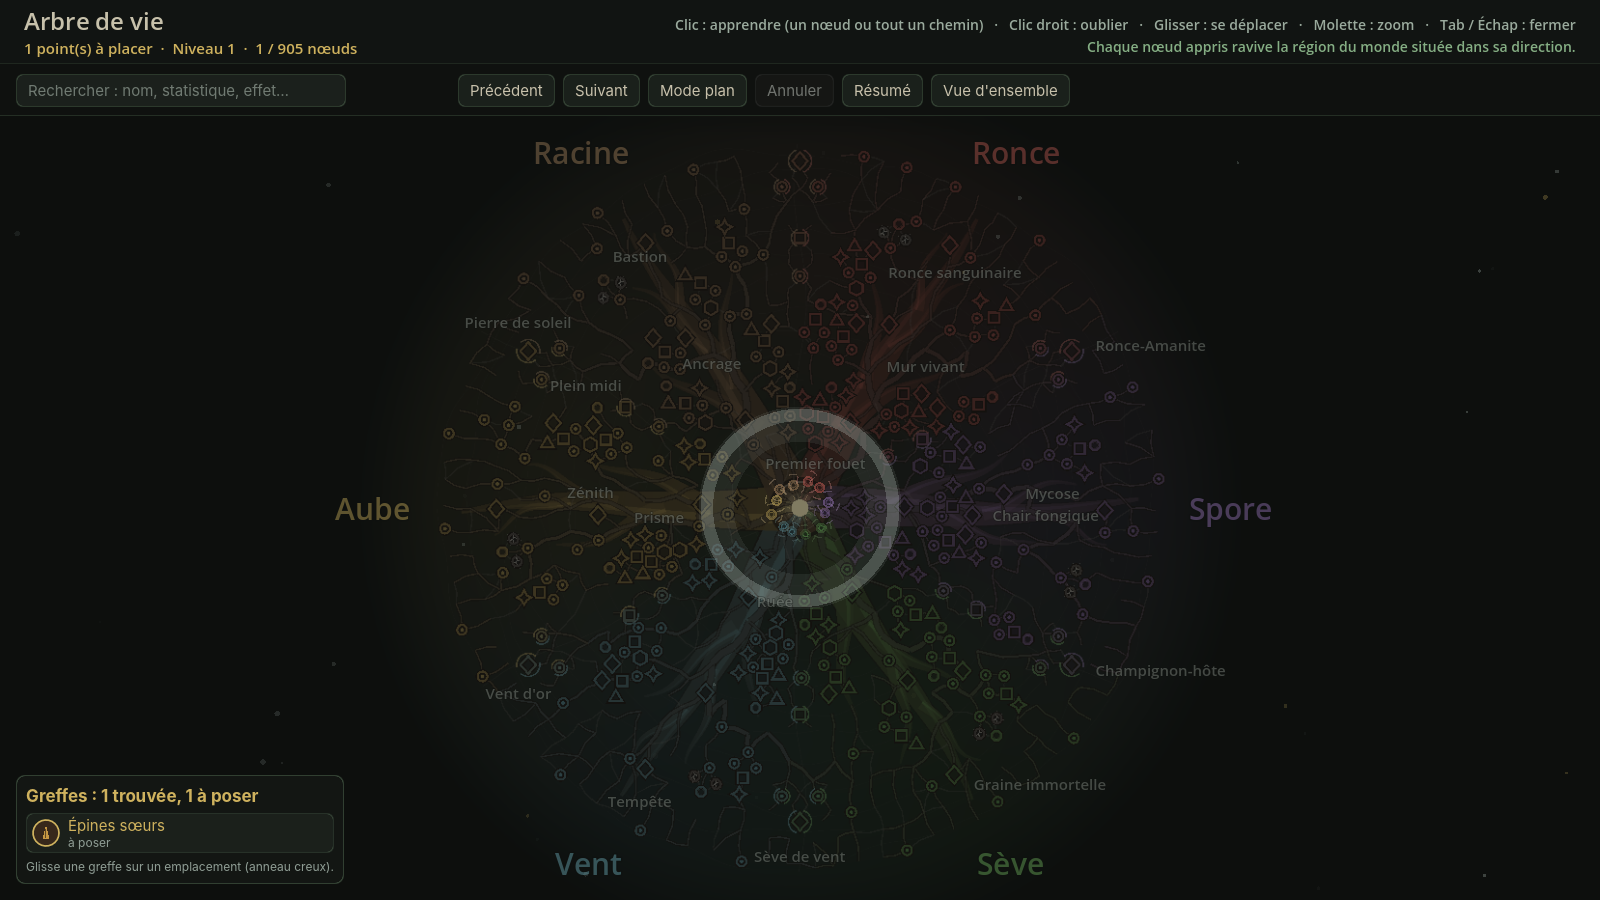 Arbre de vie
1 point(s) à placer · Niveau 1 · 1 / 905 nœuds
Clic : apprendre (un nœud ou tout un chemin) · Clic droit : oublier · Glisser : se déplacer · Molette : zoom · Tab / Échap : fermer
Chaque nœud appris ravive la région du monde située dans sa direction.
Rechercher : nom, statistique, effet...
Précédent
Suivant
Mode plan
Annuler
Résumé
Vue d'ensemble
Racine
Ronce
Bastion
Ronce sanguinaire
Pierre de soleil
Ronce-Amanite
Ancrage
Mur vivant
Plein midi
Premier fouet
Zénith
Mycose
Aube
Prisme
Chair fongique
Spore
Ruée
Vent d'or
Champignon-hôte
Graine immortelle
Tempête
Sève de vent
Vent
Sève
Greffes : 1 trouvée, 1 à poser
Épines sœurs
à poser
Glisse une greffe sur un emplacement (anneau creux).